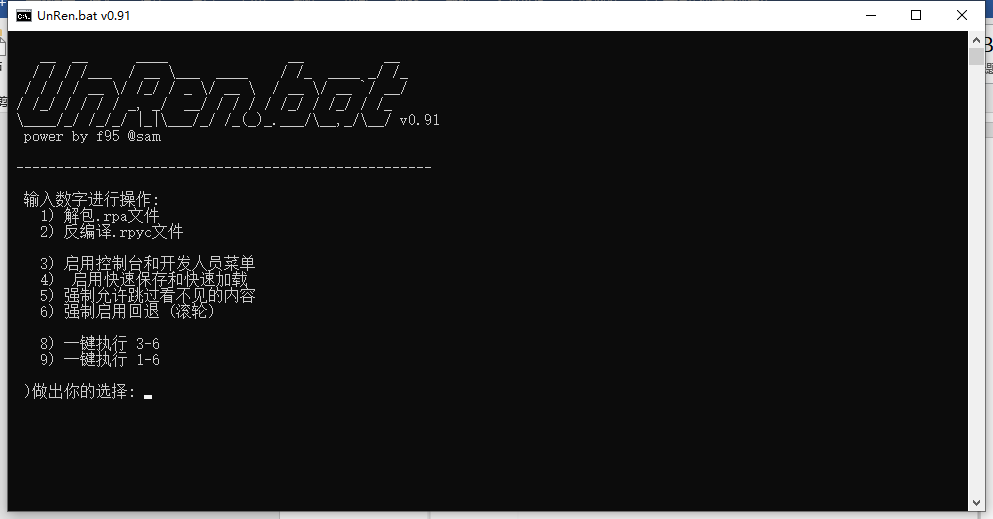 UnRen.bat v0.91
UnRen.bat v0.91
power by f95 @sam
----------------------------------------------------
输入数字进行操作:
1) 解包.rpa文件
2) 反编译.rpyc文件
3) 启用控制台和开发人员菜单
4) 启用快速保存和快速加载
5) 强制允许跳过看不见的内容
6) 强制启用回退 (滚轮)
8) 一键执行 3-6
9) 一键执行 1-6
)做出你的选择: